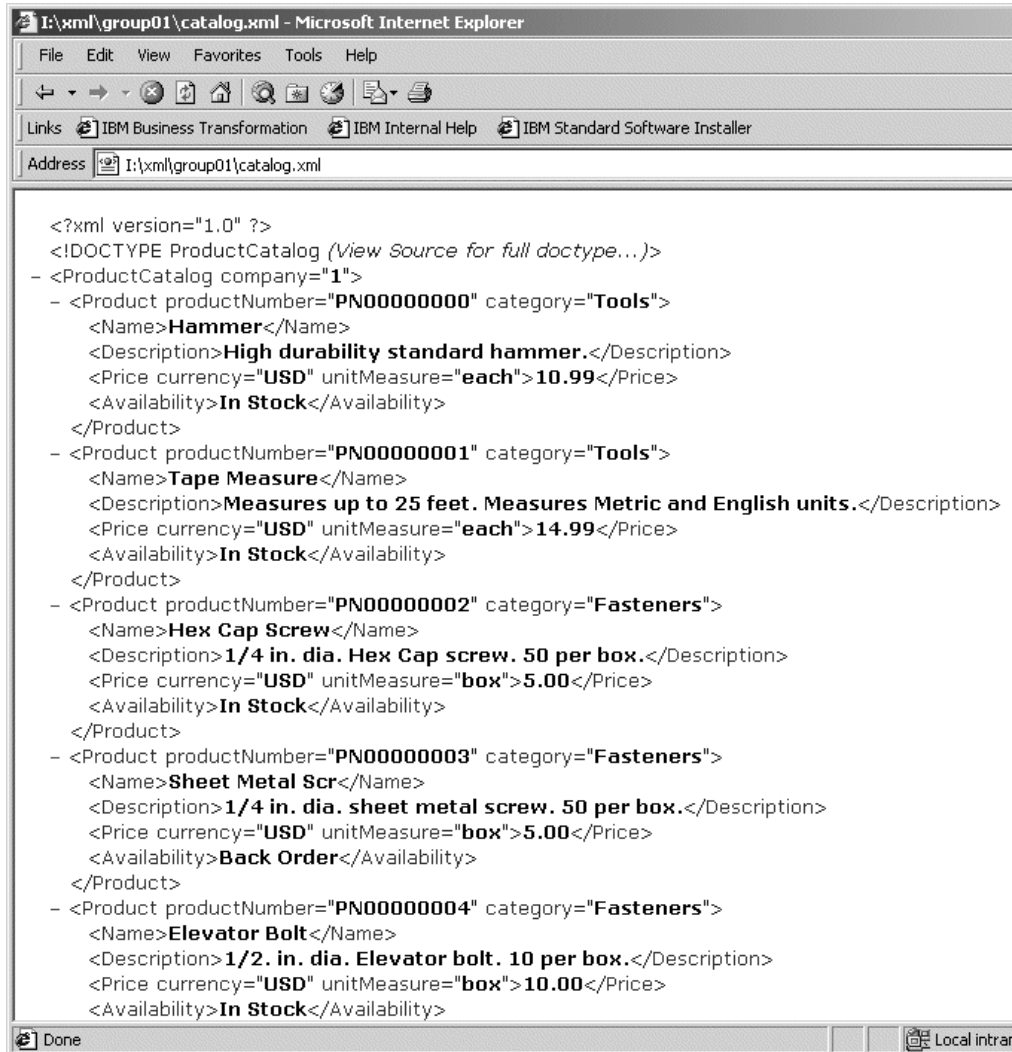 I:\xml\group01\catalog.xml - Microsoft Internet Explorer
File Edit View Favorites Tools Help
Links IBM Business Transformation IBM Internal Help IBM Standard Software Installer
Address I:\xml\group01\catalog.xml
<?xml version="1.0" ?>
<!DOCTYPE ProductCatalog (View Source for full doctype...)>
- <ProductCatalog company="1">
- <Product productNumber="PN00000000" category="Tools">
<Name>Hammer</Name>
<Description>High durability standard hammer.</Description>
<Price currency="USD" unitMeasure="each">10.99</Price>
<Availability>In Stock</Availability>
</Product>
- <Product productNumber="PN00000001" category="Tools">
<Name>Tape Measure</Name>
<Description>Measures up to 25 feet. Measures Metric and English units.</Description>
<Price currency="USD" unitMeasure="each">14.99</Price>
<Availability>In Stock</Availability>
</Product>
- <Product productNumber="PN00000002" category="Fasteners">
<Name>Hex Cap Screw</Name>
<Description>1/4 in. dia. Hex Cap screw. 50 per box.</Description>
<Price currency="USD" unitMeasure="box">5.00</Price>
<Availability>In Stock</Availability>
</Product>
- <Product productNumber="PN00000003" category="Fasteners">
<Name>Sheet Metal Scr</Name>
<Description>1/4 in. dia. sheet metal screw. 50 per box.</Description>
<Price currency="USD" unitMeasure="box">5.00</Price>
<Availability>Back Order</Availability>
</Product>
- <Product productNumber="PN00000004" category="Fasteners">
<Name>Elevator Bolt</Name>
<Description>1/2. in. dia. Elevator bolt. 10 per box.</Description>
<Price currency="USD" unitMeasure="box">10.00</Price>
<Availability>In Stock</Availability>
Done Local intra